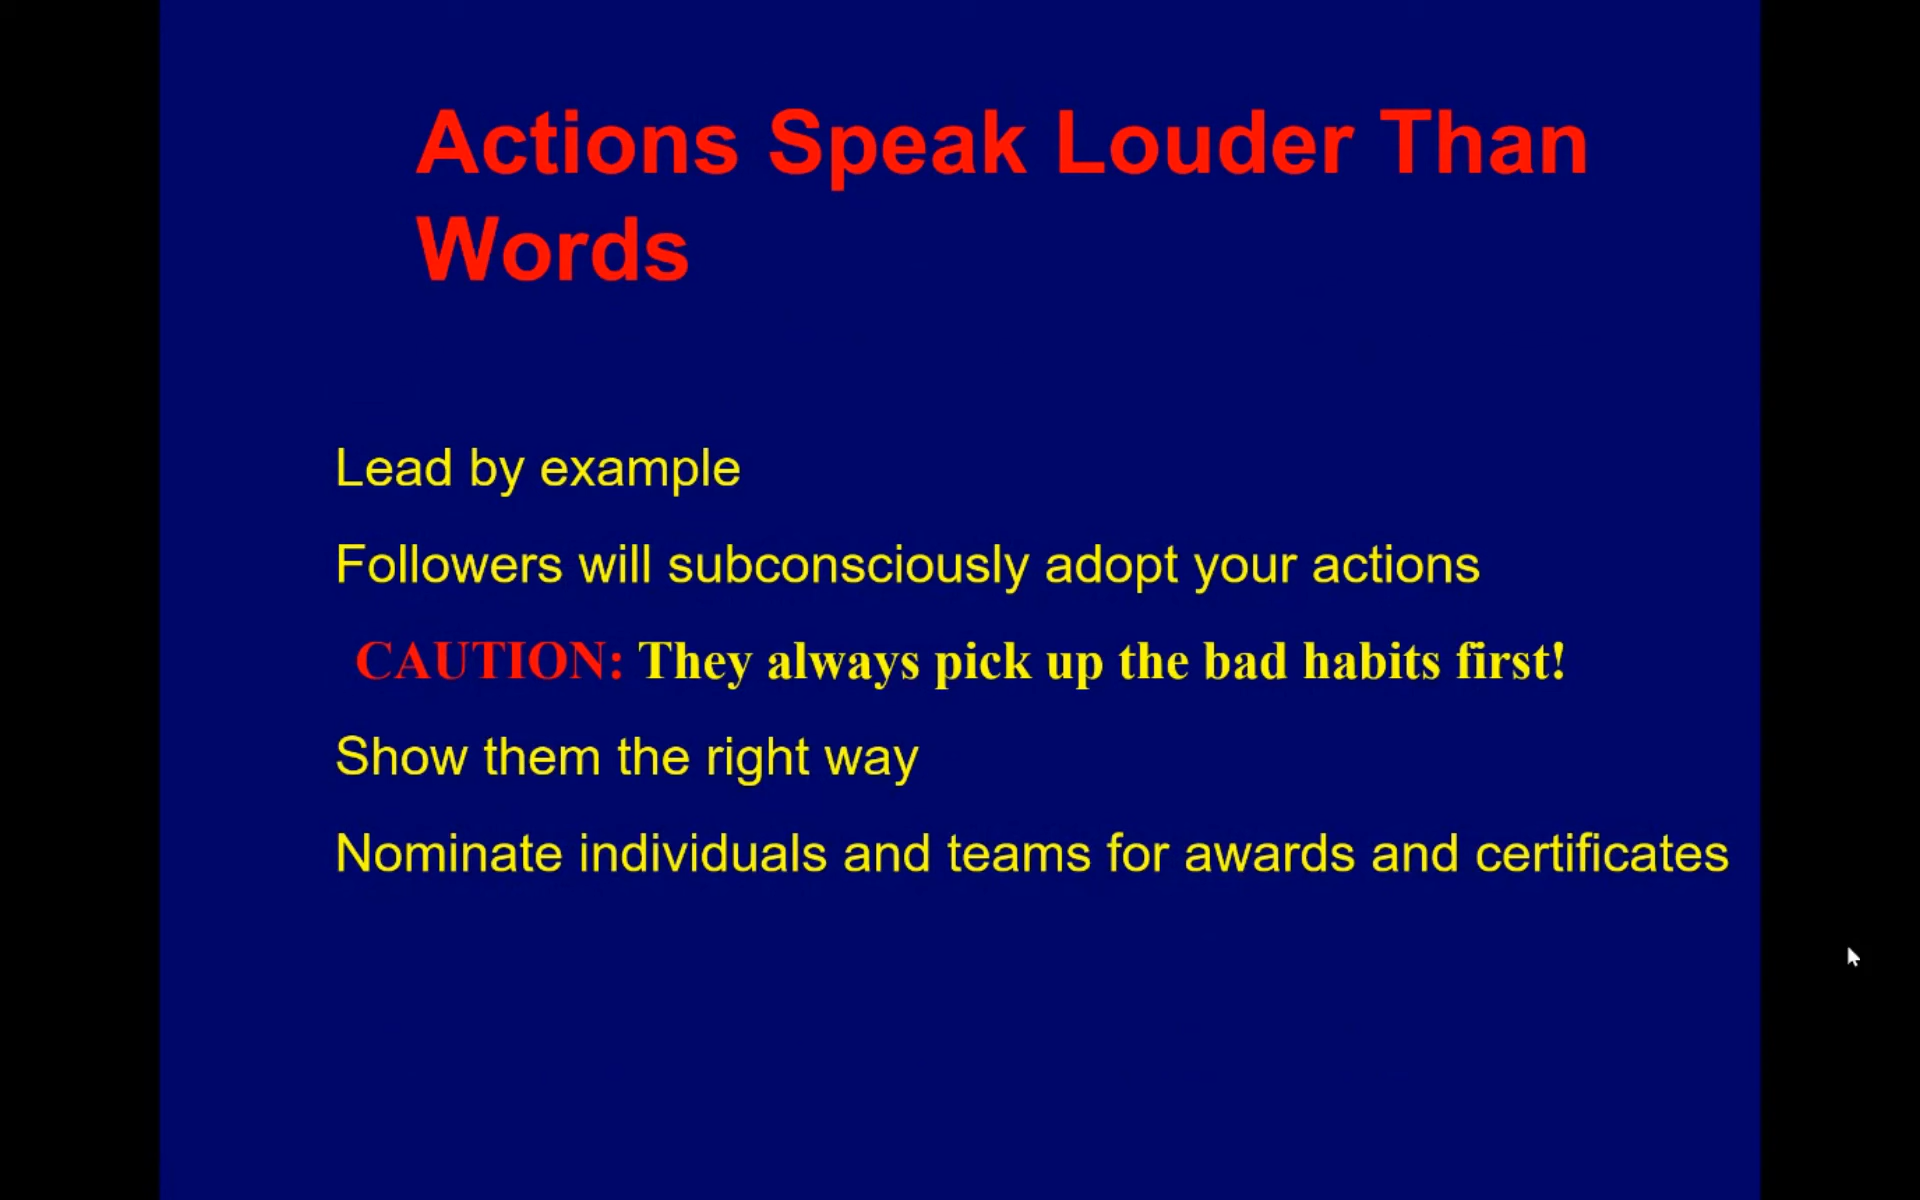 Actions Speak Louder Than
Words
Lead by example
Followers will subconsciously adopt your actions
CAUTION: They always pick up the bad habits first!
Show them the right way
Nominate individuals and teams for awards and certificates